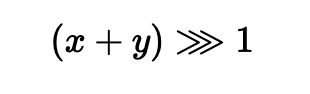 (x + y) ⋙ 1